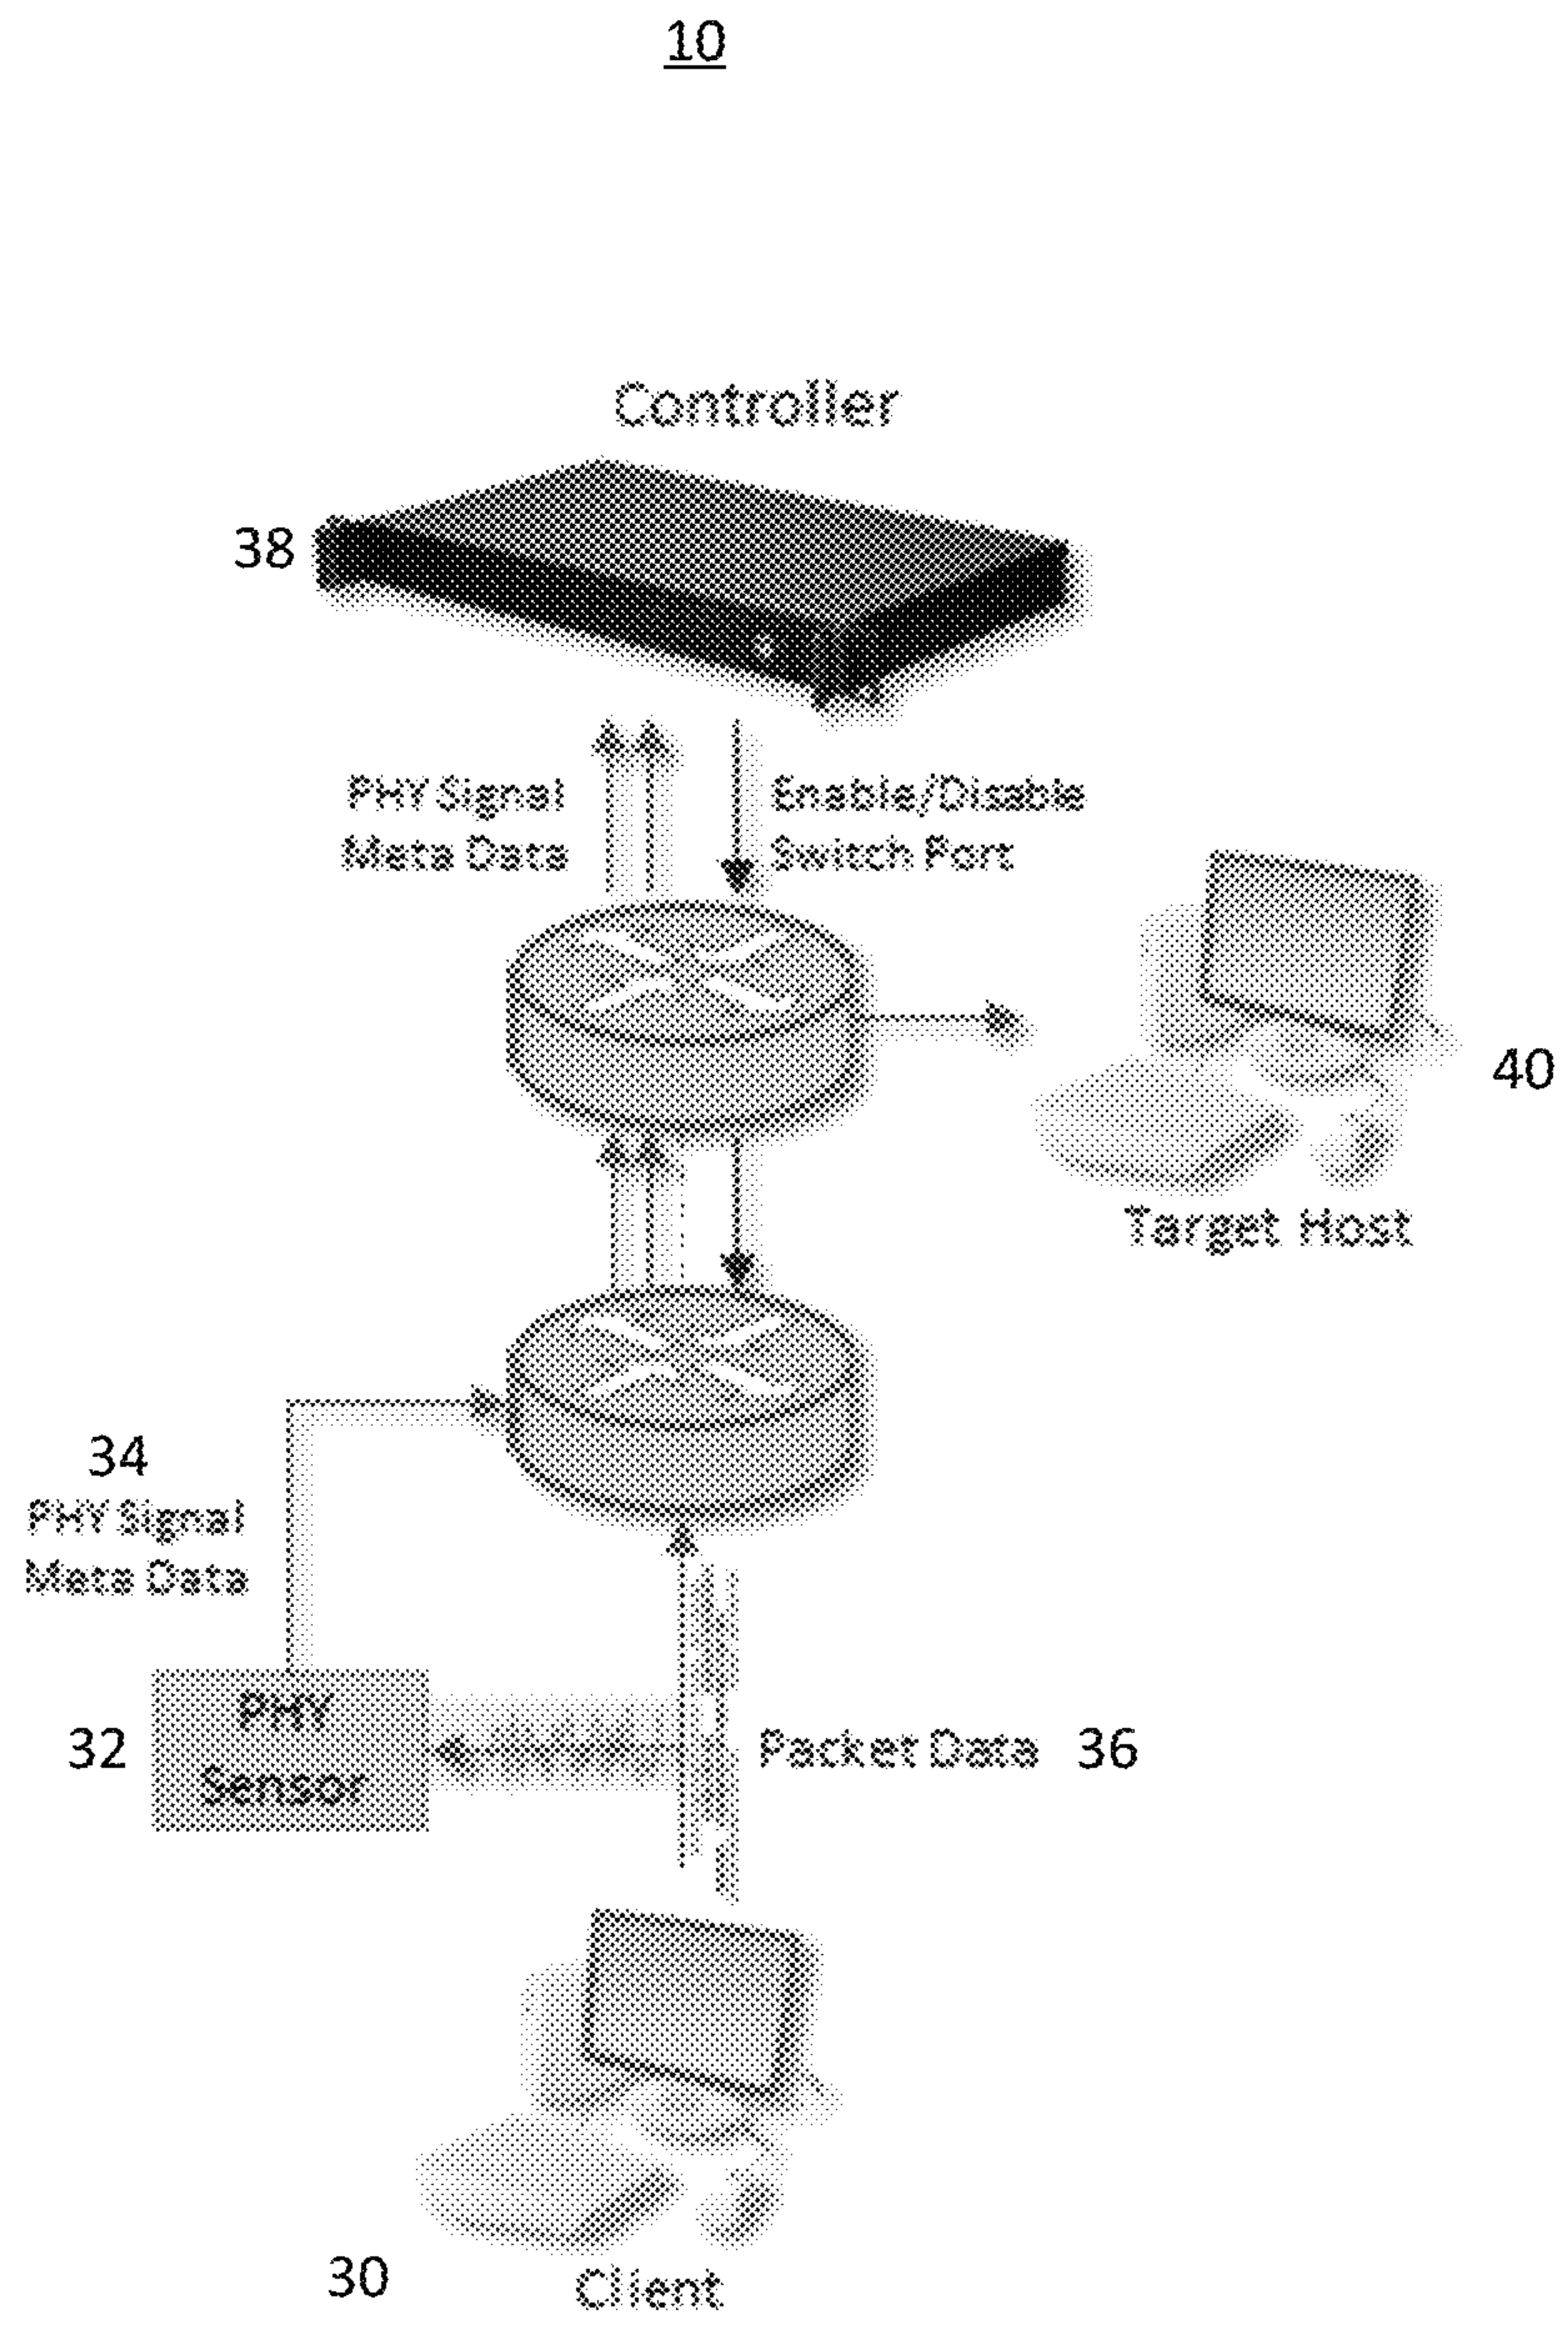 10
Controller
38
PHY Signal
Meta Data
Enable/Disable
Switch Port
40
Target Host
34
PHY Signal
Meta Data
PHY
Sensor
32
Packet Data 36
30
Client